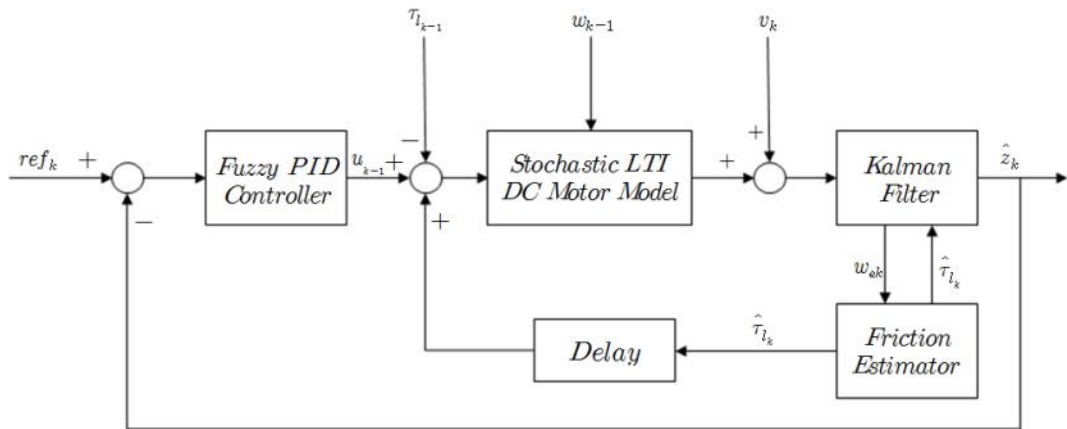 τ_{l_{k-1}}
w_{k-1}
v_k
ref_k
+
−
Fuzzy PID
Controller
u_{k-1}
+
−
+
Stochastic LTI
DC Motor Model
+
+
Kalman
Filter
ẑ_k
w_{ek}
τ̂_{l_k}
Delay
τ̂_{l_k}
Friction
Estimator